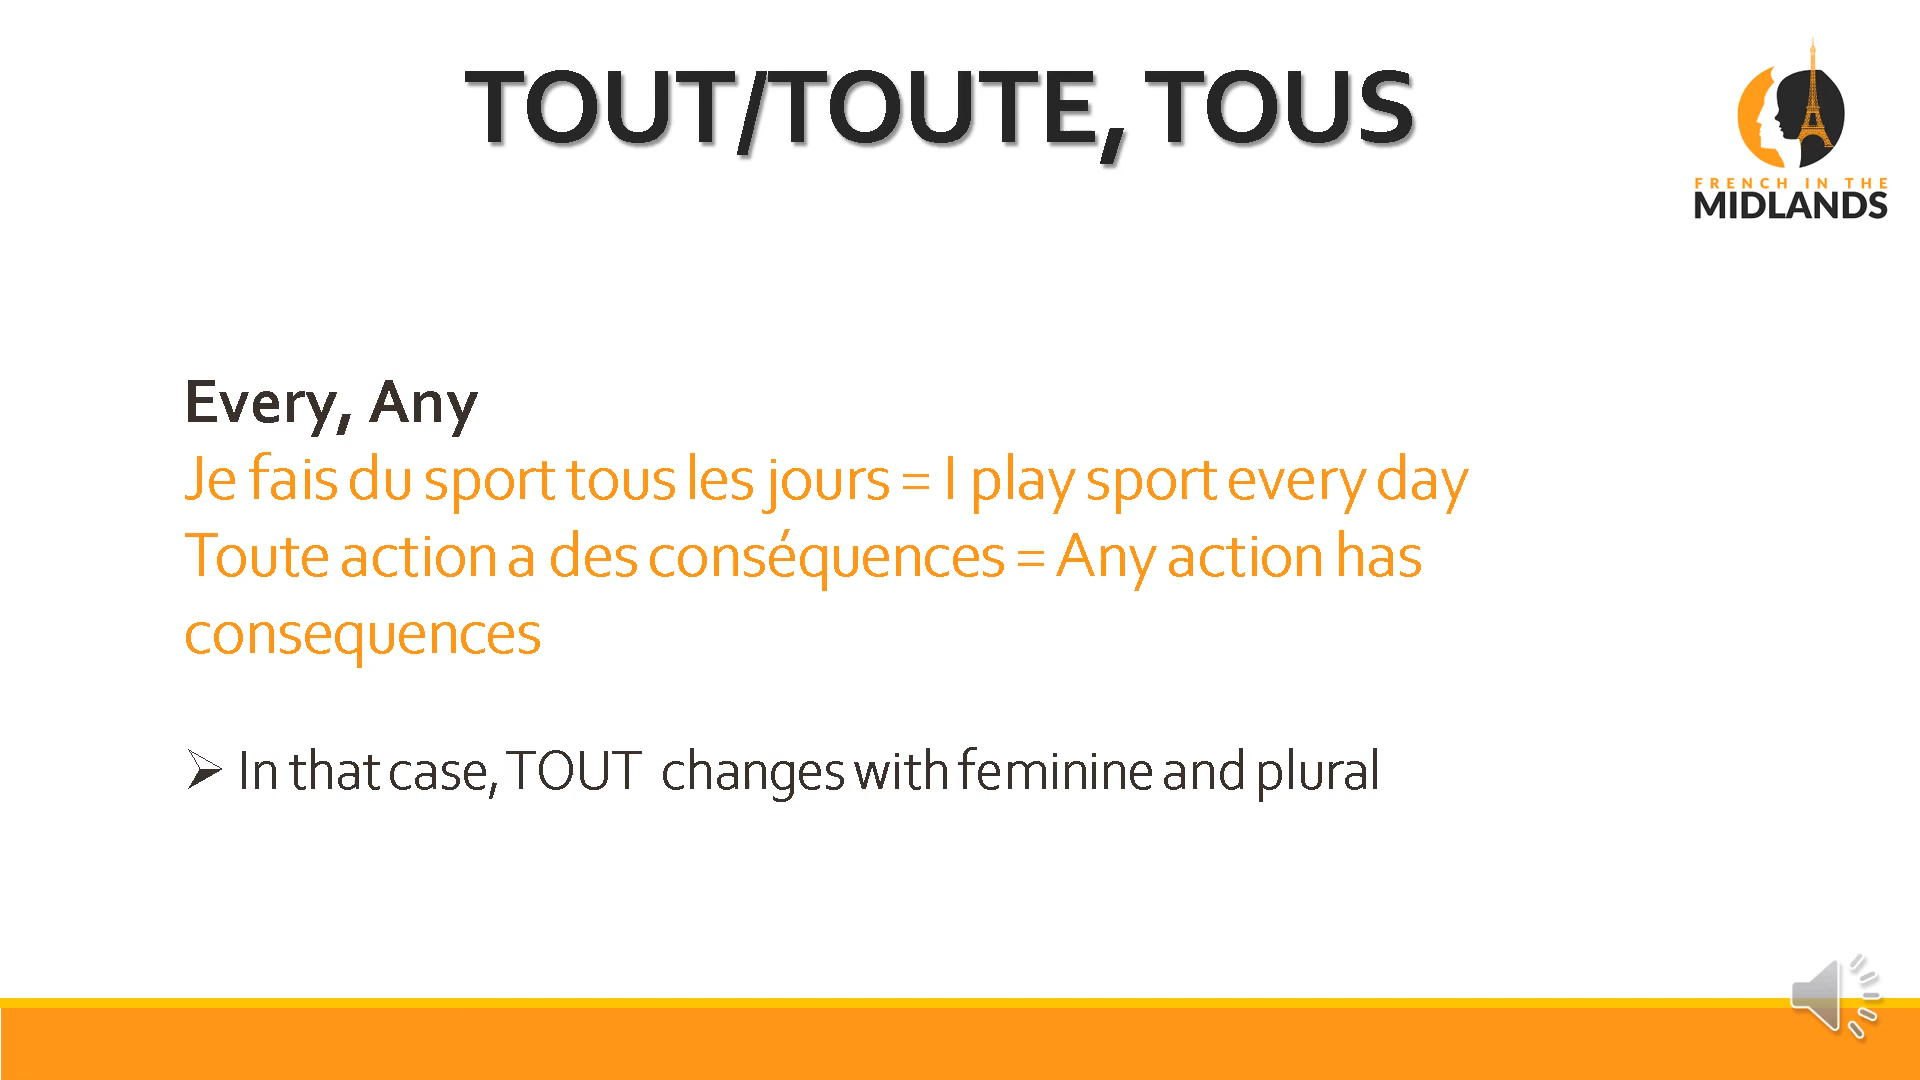 TOUT/TOUTE, TOUS
FRENCH IN THE
MIDLANDS
Every, Any
Je fais du sport tous les jours = I play sport every day
Toute action a des conséquences = Any action has
consequences
➢ In that case, TOUT changes with feminine and plural